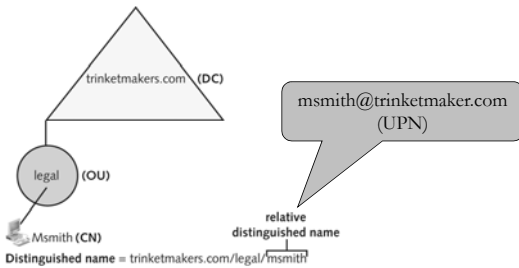 trinketmakers.com (DC)
msmith@trinketmaker.com
(UPN)
legal (OU)
relative
distinguished name
Msmith (CN)
Distinguished name = trinketmakers.com/legal/msmith